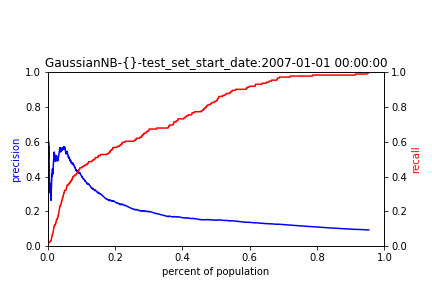 GaussianNB-{}-test_set_start_date:2007-01-01 00:00:00
1.0
0.8
0.6
0.4
0.2
0.0
precision
1.0
0.8
0.6
0.4
0.2
0.0
recall
0.0 0.2 0.4 0.6 0.8 1.0
percent of population